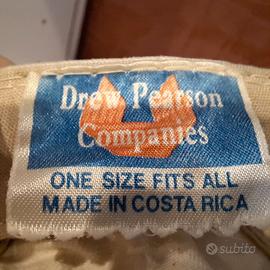 Drew Pearson
Companies
ONE SIZE FITS ALL
MADE IN COSTA RICA
subito